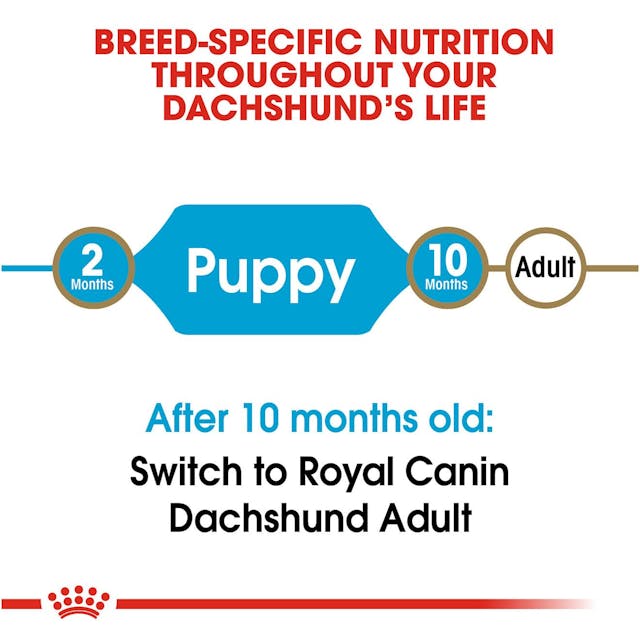 BREED-SPECIFIC NUTRITION
THROUGHOUT YOUR
DACHSHUND'S LIFE
2
Months
Puppy
10
Months
Adult
After 10 months old:
Switch to Royal Canin
Dachshund Adult